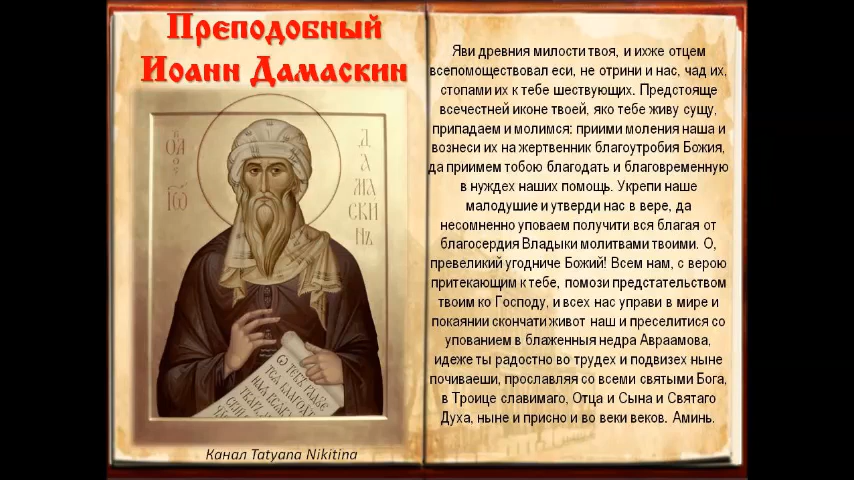 Преподобный
Иоанн Дамаскин
Яви древния милости твоя, и ихже отцем
всепомоществовал еси, не отрини и нас, чад их,
стопами их к тебе шествующих. Предстояще
всечестней иконе твоей, яко тебе живу сущу,
припадаем и молимся: приими моления наша и
вознеси их на жертвенник благоутробия Божия,
да приимем тобою благодать и благовременную
в нуждех наших помощь. Укрепи наше
малодушие и утверди нас в вере, да
несомненно уповаем получити вся благая от
благосердия Владыки молитвами твоими. О,
превеликий угодниче Божий! Всем нам, с верою
притекающим к тебе, помози предстательством
твоим ко Господу, и всех нас управи в мире и
покаянии скончати живот наш и преселитися со
упованием в блаженныя недра Авраамова,
идеже ты радостно во трудех и подвизех ныне
почиваеши, прославляя со всеми святыми Бога,
в Троице славимаго, Отца и Сына и Святаго
Духа, ныне и присно и во веки веков. Аминь.
Канал Tatyana Nikitina